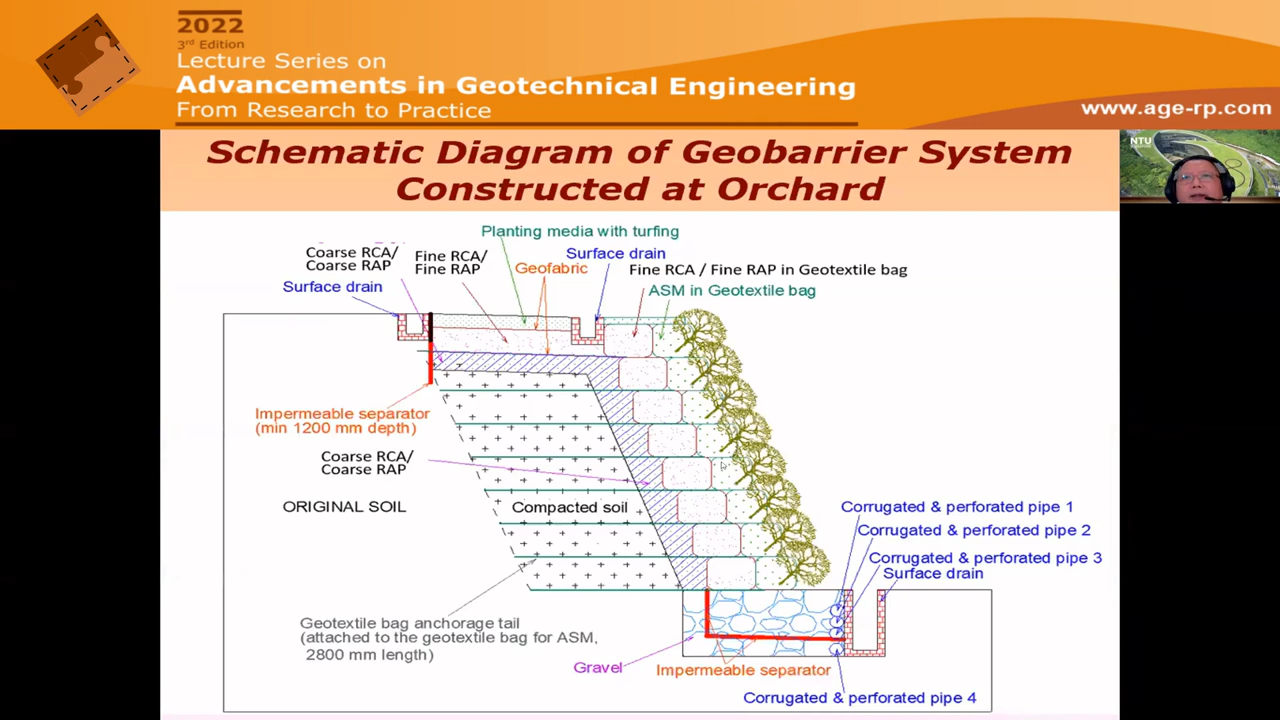 2022
3rd Edition
Lecture Series on
Advancements in Geotechnical Engineering
From Research to Practice
www.age-rp.com
NTU
Schematic Diagram of Geobarrier System
Constructed at Orchard
Planting media with turfing
Coarse RCA/
Coarse RAP
Fine RCA/
Fine RAP
Surface drain
Geofabric
Fine RCA / Fine RAP in Geotextile bag
Surface drain
ASM in Geotextile bag
Impermeable separator
(min 1200 mm depth)
Coarse RCA/
Coarse RAP
ORIGINAL SOIL
Compacted soil
Corrugated & perforated pipe 1
Corrugated & perforated pipe 2
Corrugated & perforated pipe 3
Surface drain
Geotextile bag anchorage tail
(attached to the geotextile bag for ASM,
2800 mm length)
Gravel
Impermeable separator
Corrugated & perforated pipe 4